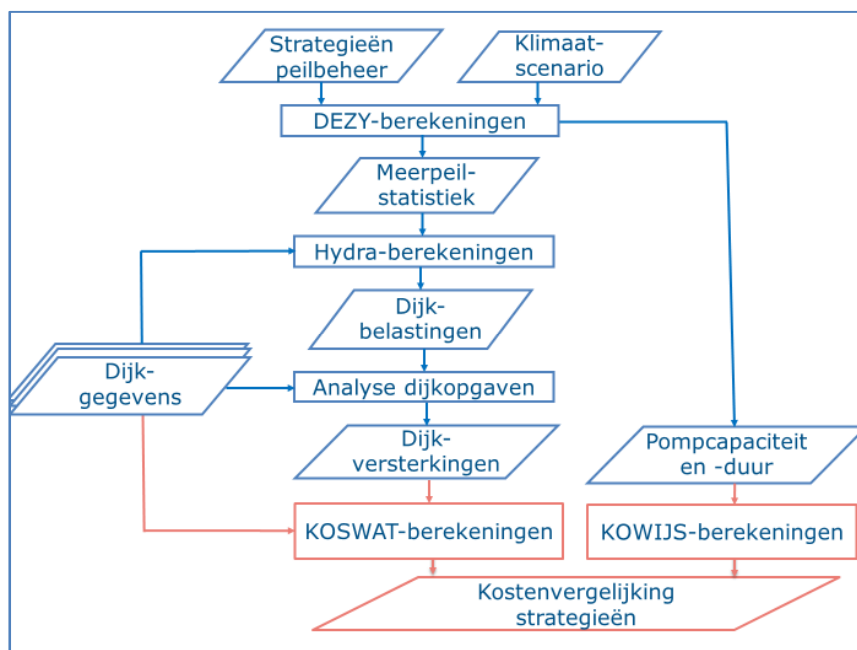 Strategieën
peilbeheer
Klimaat-
scenario
DEZY-berekeningen
Meerpeil-
statistiek
Hydra-berekeningen
Dijk-
belastingen
Dijk-
gegevens
Analyse dijkopgaven
Dijk-
versterkingen
Pompcapaciteit
en -duur
KOSWAT-berekeningen
KOWIJS-berekeningen
Kostenvergelijking
strategieën